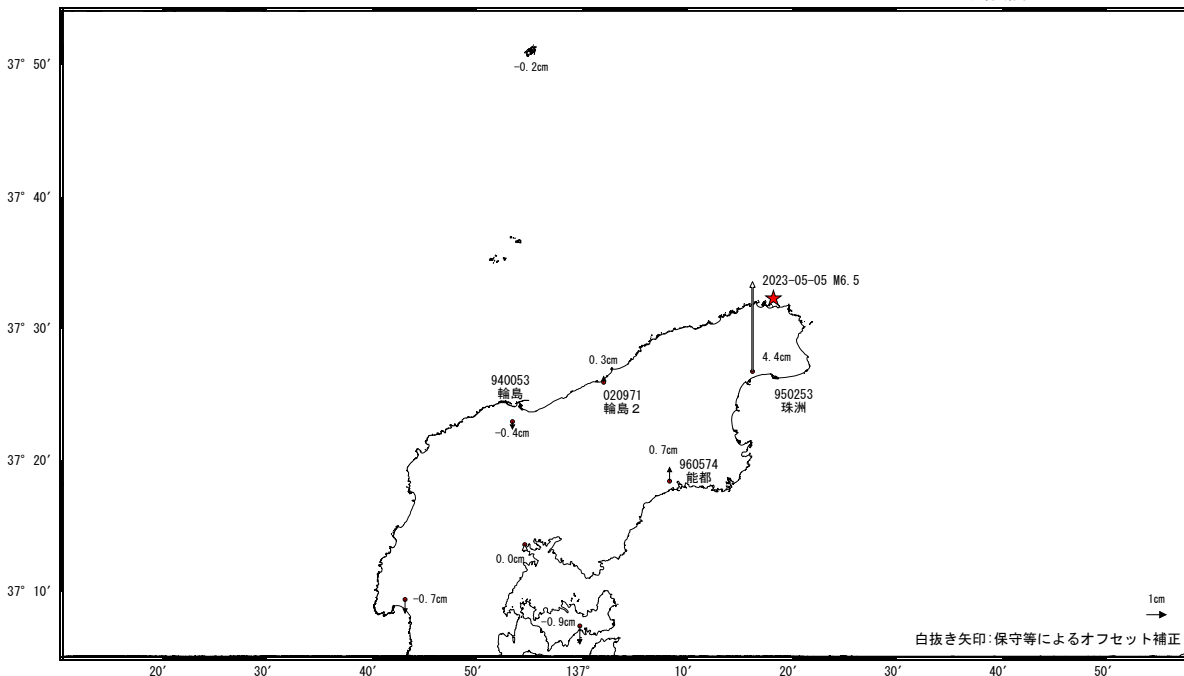 37° 50′
-0.2cm
37° 40′
2023-05-05 M6.5
37° 30′
0.3cm
4.4cm
940053
輪島
020971
輪島２
950253
珠洲
-0.4cm
0.7cm
960574
能都
37° 20′
0.0cm
37° 10′
-0.7cm
-0.9cm
1cm
白抜き矢印：保守等によるオフセット補正
20′
30′
40′
50′
137°
10′
20′
30′
40′
50′